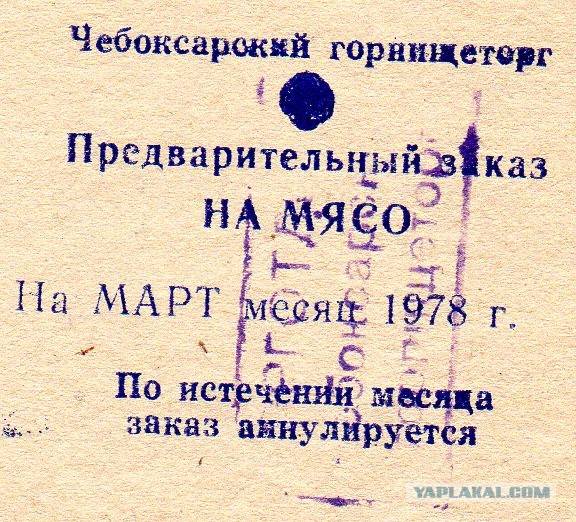 Чебоксарский горпищеторг
Предварительный заказ
НА МЯСО
На МАРТ месяц 1978 г.
По истечении месяца
заказ аннулируется
YAPLAKAL.COM